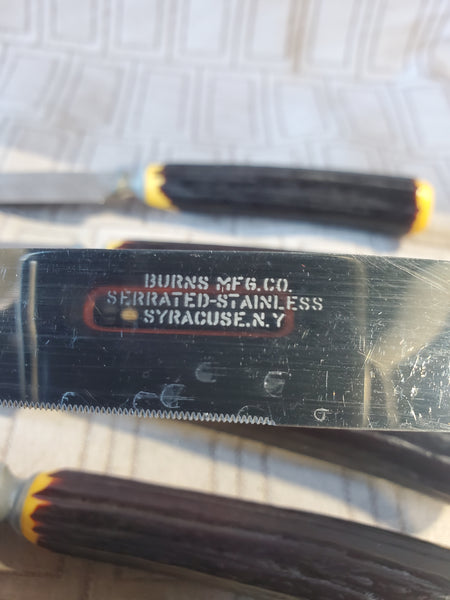 BURNS MFG.CO.
SERRATED-STAINLESS
SYRACUSE.N.Y